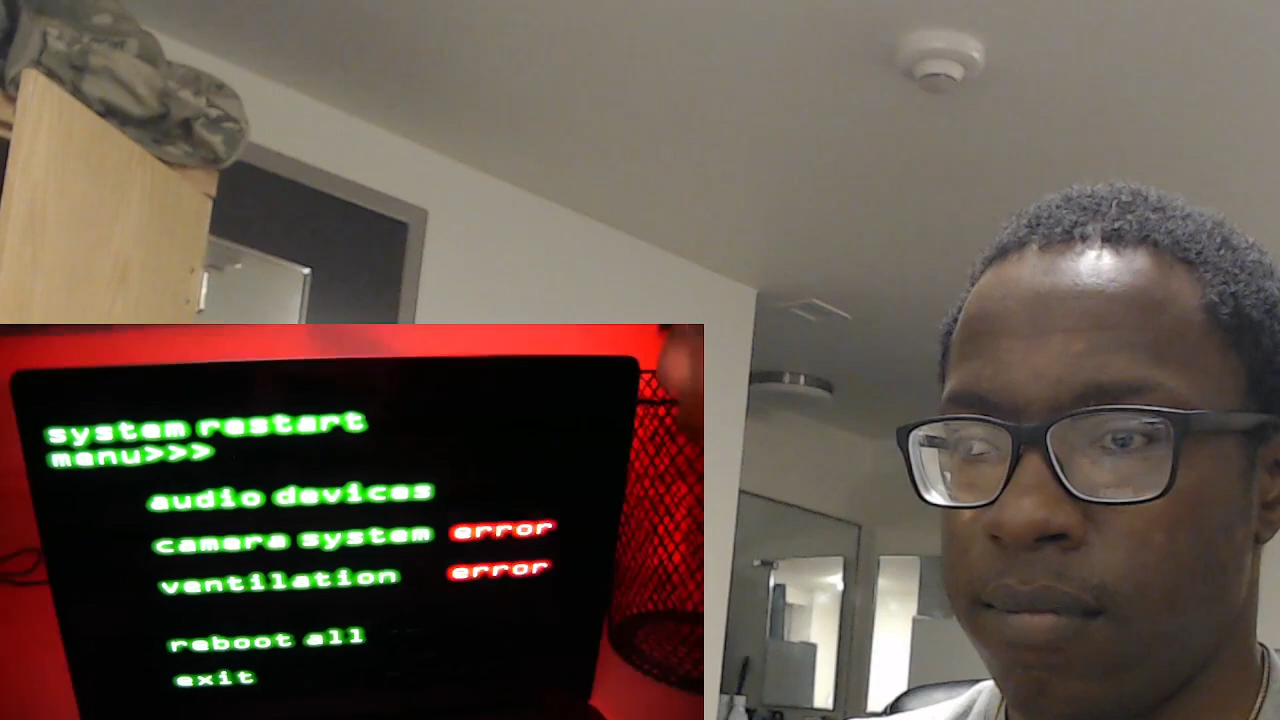 system restart
menu>>>
audio devices
camera system error
ventilation error
reboot all
exit